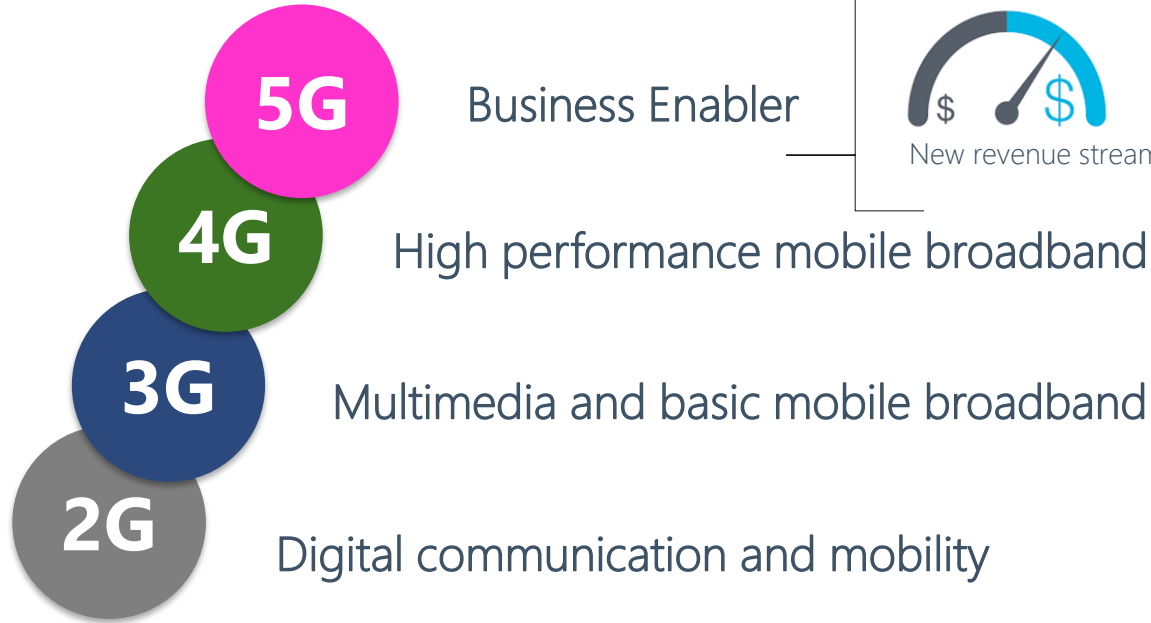 5G
Business Enabler
$ $
New revenue stream
4G
High performance mobile broadband
3G
Multimedia and basic mobile broadband
2G
Digital communication and mobility